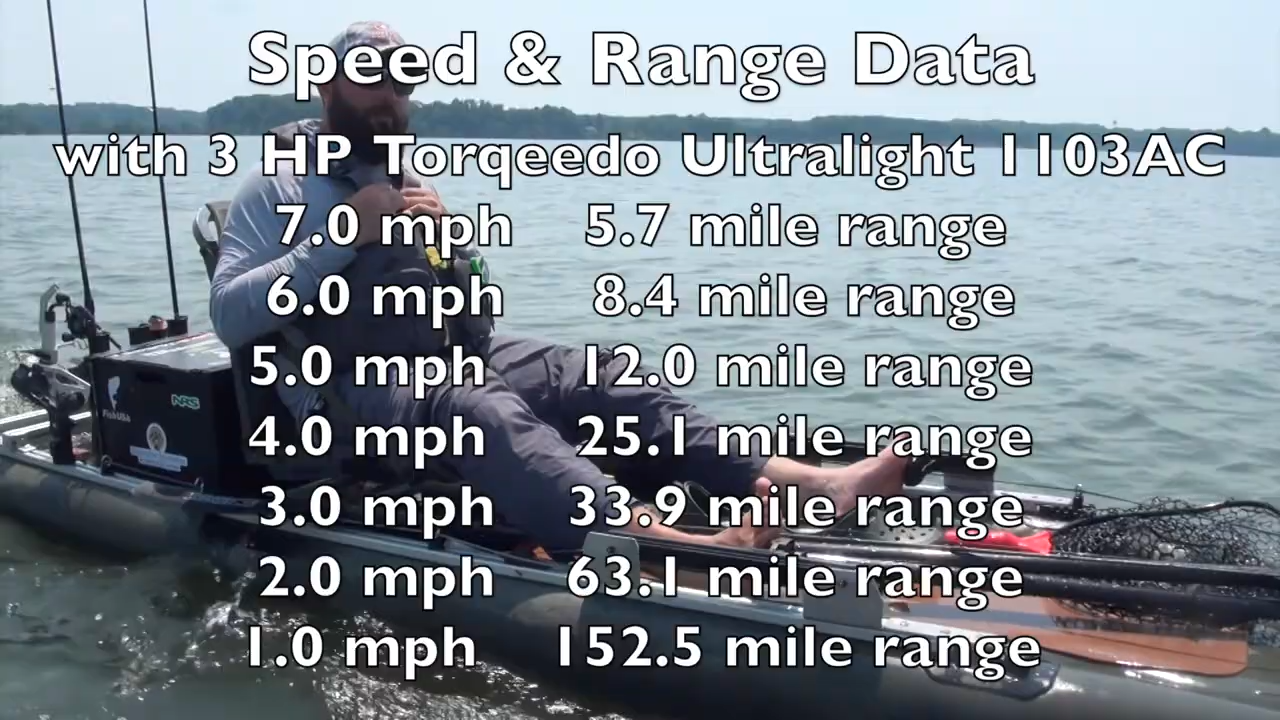 Speed & Range Data
with 3 HP Torqeedo Ultralight 1103AC
7.0 mph 5.7 mile range
6.0 mph 8.4 mile range
5.0 mph 12.0 mile range
4.0 mph 25.1 mile range
3.0 mph 33.9 mile range
2.0 mph 63.1 mile range
1.0 mph 152.5 mile range
FishUSA
NRS